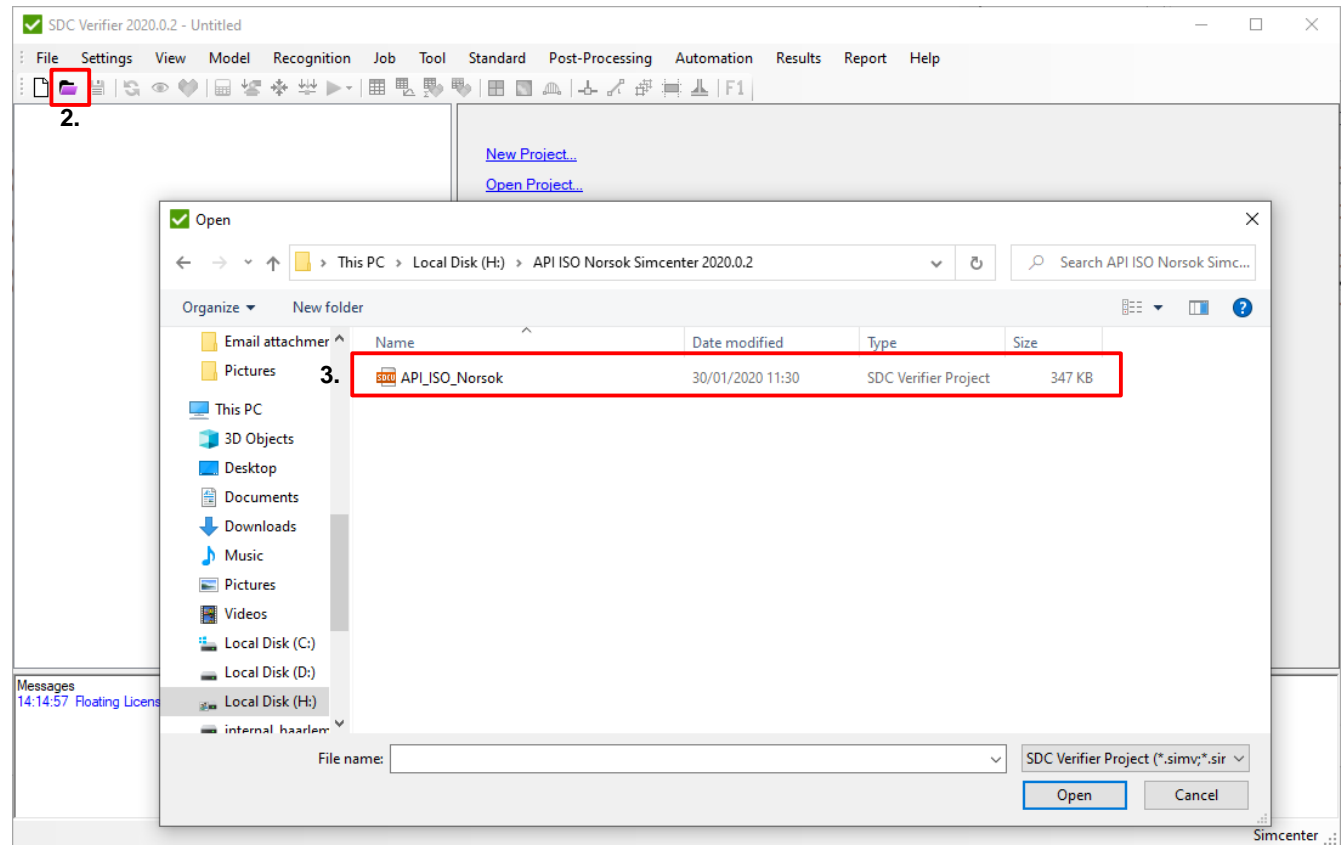 SDC Verifier 2020.0.2 - Untitled
File Settings View Model Recognition Job Tool Standard Post-Processing Automation Results Report Help
F1
2.
New Project...
Open Project...
Open
This PC > Local Disk (H:) > API ISO Norsok Simcenter 2020.0.2
Search API ISO Norsok Simc...
Organize New folder
?
Email attachmer
Name Date modified Type Size
Pictures
3.
API_ISO_Norsok 30/01/2020 11:30 SDC Verifier Project 347 KB
This PC
3D Objects
Desktop
Documents
Downloads
Music
Pictures
Videos
Local Disk (C:)
Local Disk (D:)
Local Disk (H:)
internal_haarlem
Messages
14:14:57 Floating Licens
File name:
SDC Verifier Project (*.simv;*.sir
Open Cancel
Simcenter